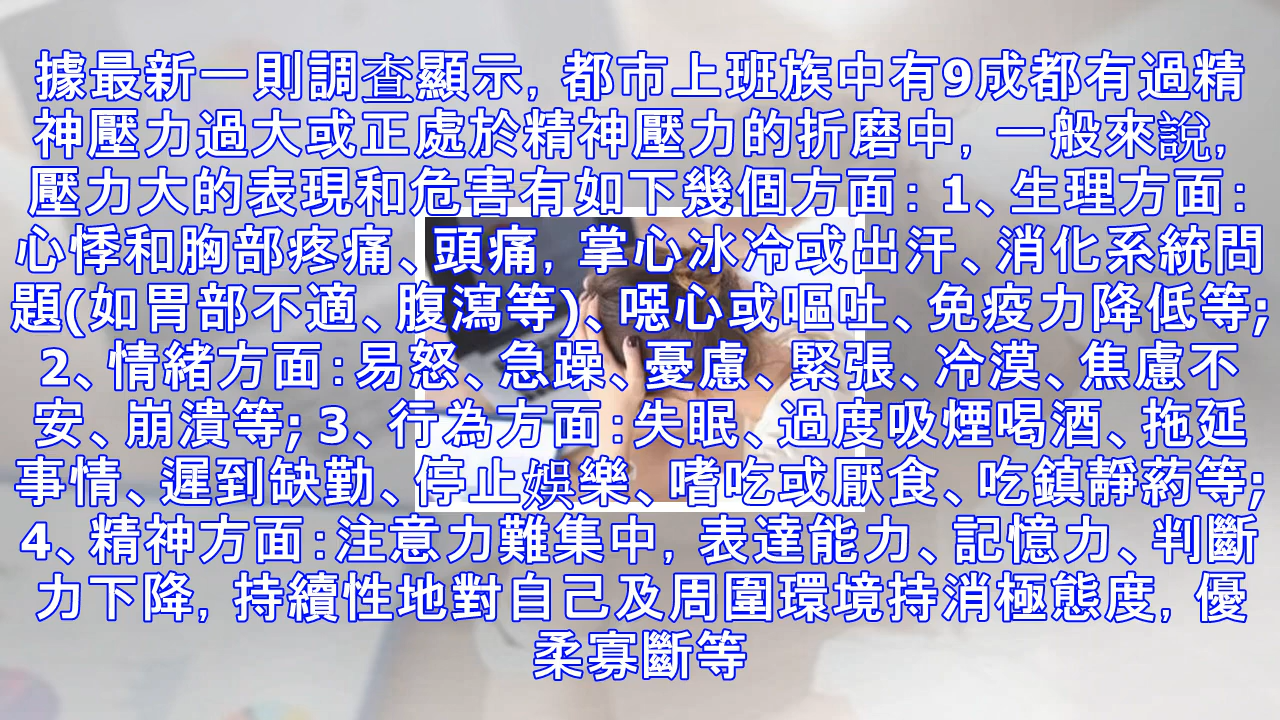 據最新一則調查顯示, 都市上班族中有9成都有過精
神壓力過大或正處於精神壓力的折磨中, 一般來說,
壓力大的表現和危害有如下幾個方面: 1、生理方面:
心悸和胸部疼痛、頭痛, 掌心冰冷或出汗、消化系統問
題(如胃部不適、腹瀉等)、噁心或嘔吐、免疫力降低等;
2、情緒方面:易怒、急躁、憂慮、緊張、冷漠、焦慮不
安、崩潰等; 3、行為方面:失眠、過度吸煙喝酒、拖延
事情、遲到缺勤、停止娛樂、嗜吃或厭食、吃鎮靜葯等;
4、精神方面:注意力難集中, 表達能力、記憶力、判斷
力下降, 持續性地對自己及周圍環境持消極態度, 優
柔寡斷等